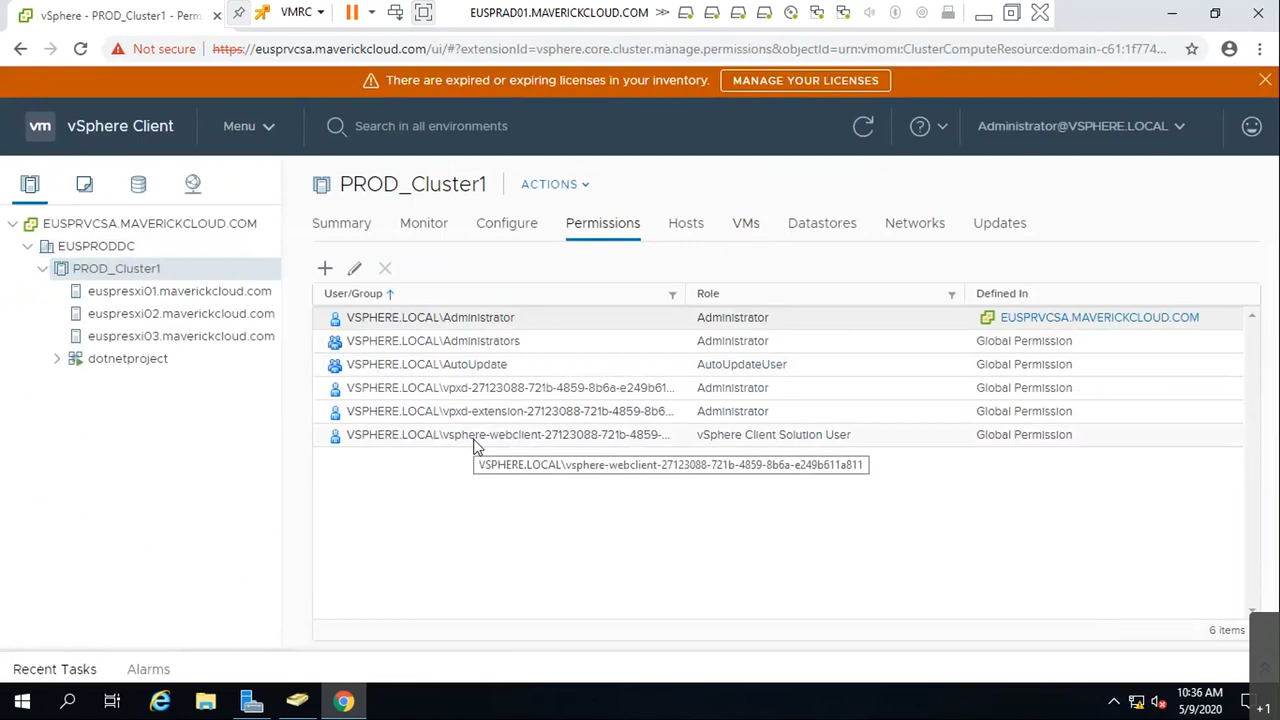 vSphere - PROD_Cluster1 - Perm
VMRC
EUSPRAD01.MAVERICKCLOUD.COM
Not secure
https://eusprvcsa.maverickcloud.com/ui/#?extensionId=vsphere.core.cluster.manage.permissions&objectId=urn:vmomi:ClusterComputeResource:domain-c61:1f774...
There are expired or expiring licenses in your inventory.
MANAGE YOUR LICENSES
vm
vSphere Client
Menu
Search in all environments
Administrator@VSPHERE.LOCAL
PROD_Cluster1
ACTIONS
Summary
Monitor
Configure
Permissions
Hosts
VMs
Datastores
Networks
Updates
EUSPRVCSA.MAVERICKCLOUD.COM
EUSPRODDC
PROD_Cluster1
euspresxi01.maverickcloud.com
euspresxi02.maverickcloud.com
euspresxi03.maverickcloud.com
dotnetproject
User/Group
Role
Defined In
VSPHERE.LOCAL\Administrator
Administrator
EUSPRVCSA.MAVERICKCLOUD.COM
VSPHERE.LOCAL\Administrators
Administrator
Global Permission
VSPHERE.LOCAL\AutoUpdate
AutoUpdateUser
Global Permission
VSPHERE.LOCAL\vpxd-27123088-721b-4859-8b6a-e249b61...
Administrator
Global Permission
VSPHERE.LOCAL\vpxd-extension-27123088-721b-4859-8b6...
Administrator
Global Permission
VSPHERE.LOCAL\vsphere-webclient-27123088-721b-4859-...
vSphere Client Solution User
Global Permission
VSPHERE.LOCAL\vsphere-webclient-27123088-721b-4859-8b6a-e249b611a811
6 items
Recent Tasks
Alarms
10:36 AM
5/9/2020
+1